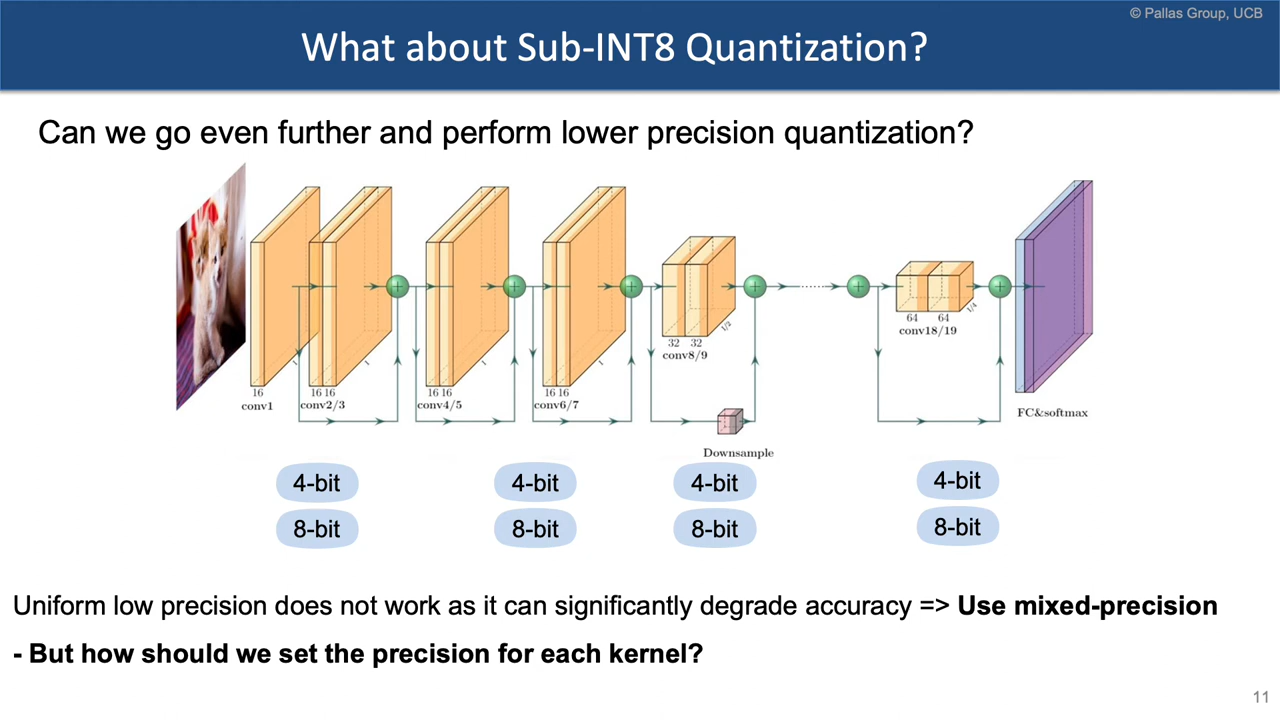 © Pallas Group, UCB
What about Sub-INT8 Quantization?
Can we go even further and perform lower precision quantization?
16
conv1
16 16
conv2/3
1
16 16
conv4/5
1
16 16
conv6/7
1
32 32
conv8/9
1/2
Downsample
64 64
conv18/19
1/4
FC&softmax
1
4-bit 4-bit 4-bit 4-bit
8-bit 8-bit 8-bit 8-bit
Uniform low precision does not work as it can significantly degrade accuracy => Use mixed-precision
- But how should we set the precision for each kernel?
11